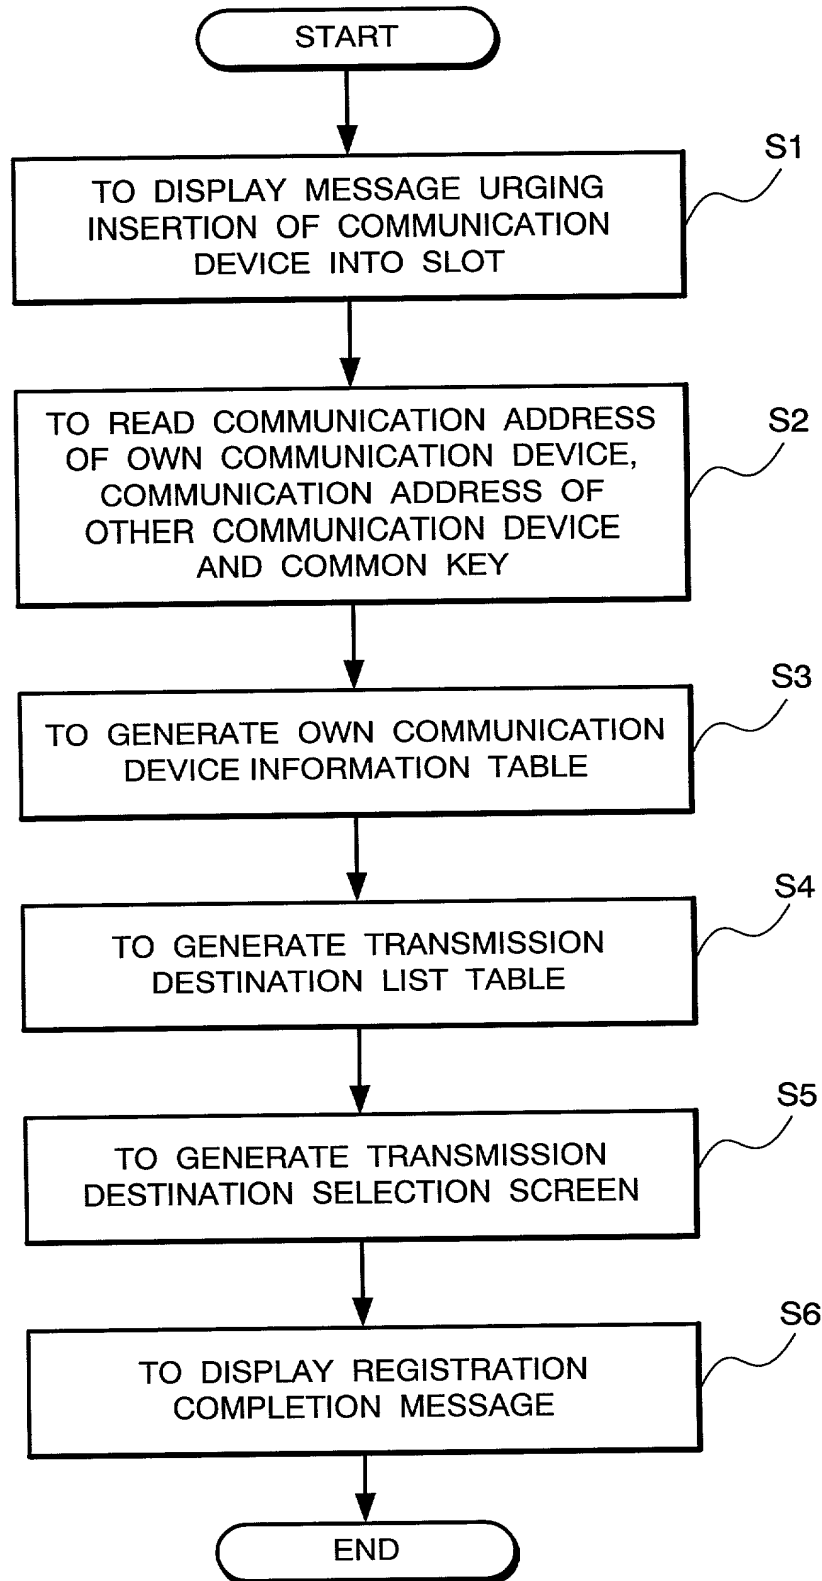 START
S1
TO DISPLAY MESSAGE URGING
INSERTION OF COMMUNICATION
DEVICE INTO SLOT
S2
TO READ COMMUNICATION ADDRESS
OF OWN COMMUNICATION DEVICE,
COMMUNICATION ADDRESS OF
OTHER COMMUNICATION DEVICE
AND COMMON KEY
S3
TO GENERATE OWN COMMUNICATION
DEVICE INFORMATION TABLE
S4
TO GENERATE TRANSMISSION
DESTINATION LIST TABLE
S5
TO GENERATE TRANSMISSION
DESTINATION SELECTION SCREEN
S6
TO DISPLAY REGISTRATION
COMPLETION MESSAGE
END